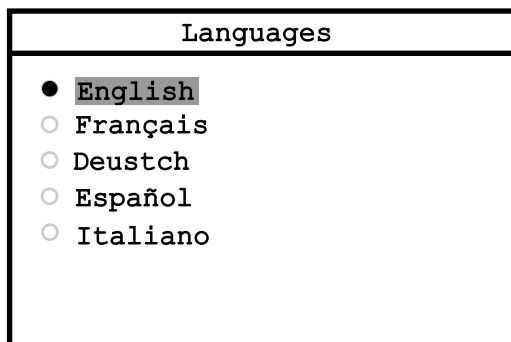 Languages
English
Français
Deustch
Español
Italiano